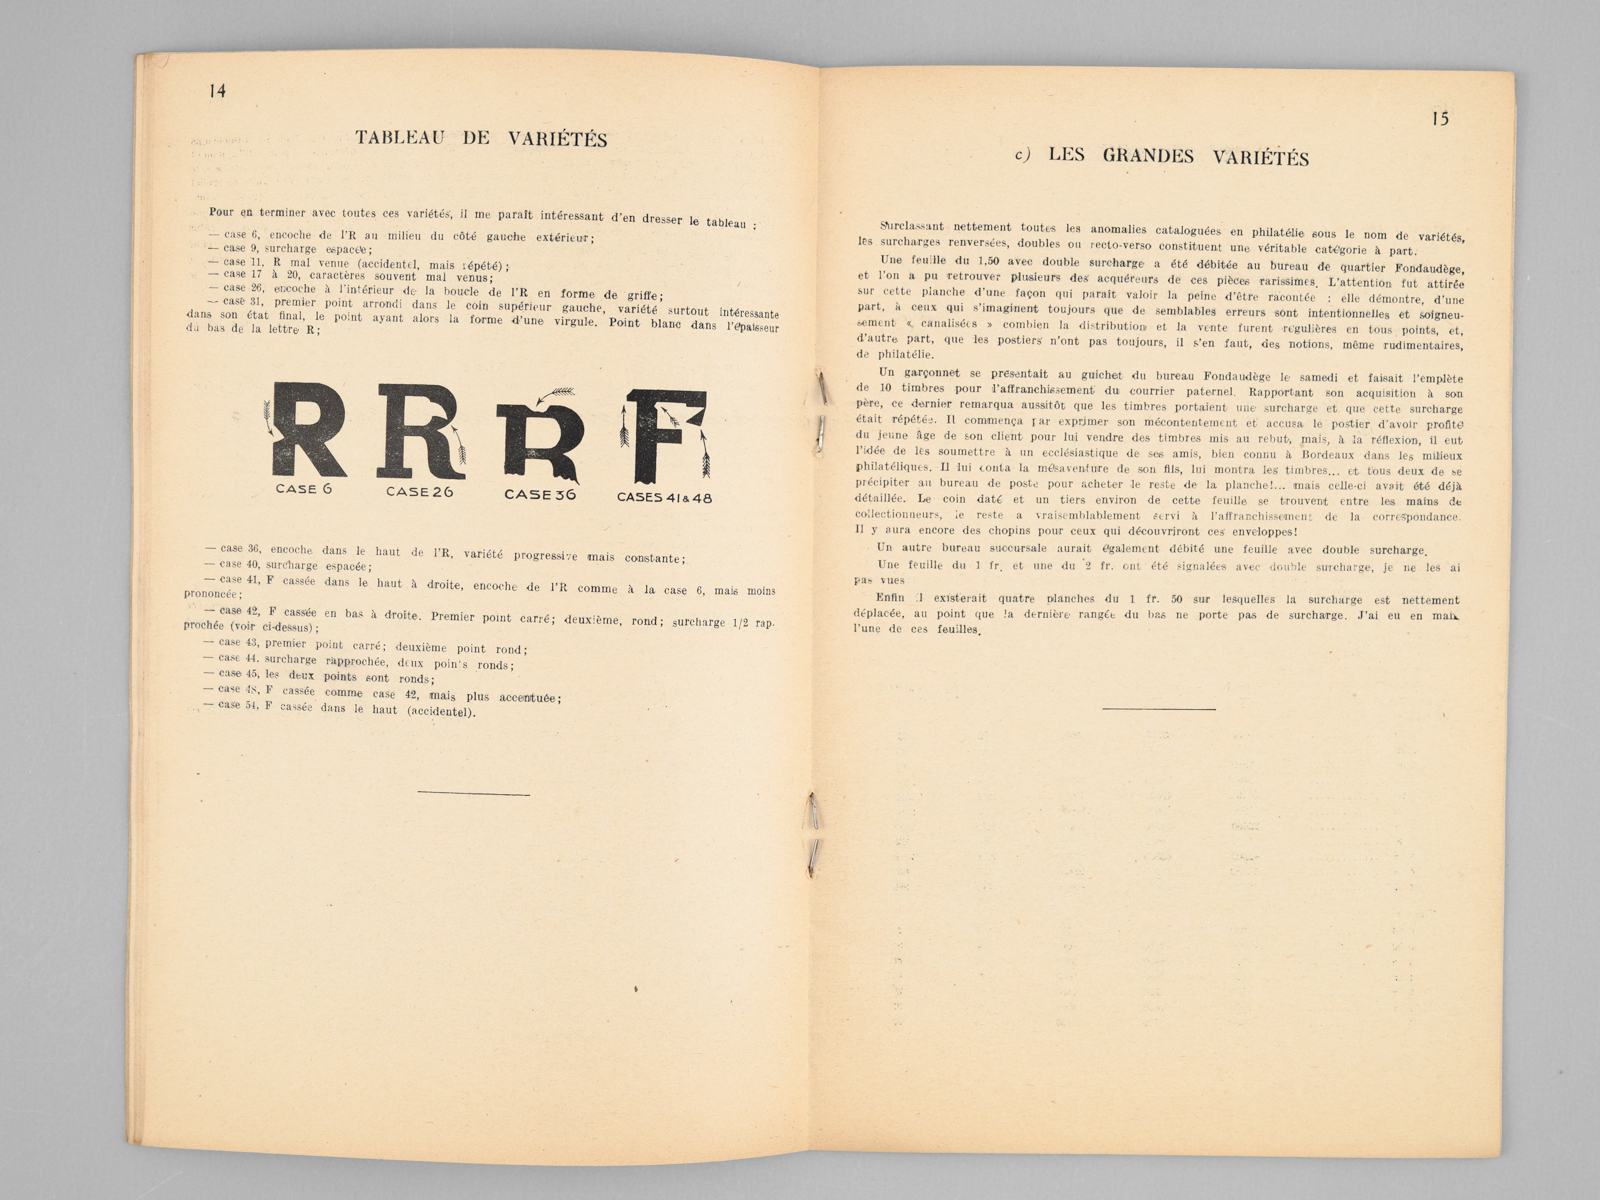 14
TABLEAU DE VARIÉTÉS
Pour en terminer avec toutes ces variétés, il me paraît intéressant d'en dresser le tableau :
— case 6, encoche de l'R au milieu du côté gauche extérieur;
— case 9, surcharge espacée;
— case 11, R mal venue (accidentel, mais répété);
— case 17 à 20, caractères souvent mal venus;
— case 26, encoche à l'intérieur de la boucle de l'R en forme de griffe;
— case 31, premier point arrondi dans le coin supérieur gauche, variété surtout intéressante
dans son état final, le point ayant alors la forme d'une virgule. Point blanc dans l'épaisseur
du bas de la lettre R;
R R R F
CASE 6 CASE 26 CASE 36 CASES 41 & 48
— case 36, encoche dans le haut de l'R, variété progressive mais constante;
— case 40, surcharge espacée;
— case 41, F cassée dans le haut à droite, encoche de l'R comme à la case 6, mais moins
prononcée;
— case 42, F cassée en bas à droite. Premier point carré; deuxième, rond; surcharge 1/2 rap-
prochée (voir ci-dessus);
— case 43, premier point carré; deuxième point rond;
— case 44. surcharge rapprochée, deux points ronds;
— case 45, les deux points sont ronds;
— case 48, F cassée comme case 42, mais plus accentuée;
— case 54, F cassée dans le haut (accidentel).
15
c) LES GRANDES VARIÉTÉS
Surclassant nettement toutes les anomalies cataloguées en philatélie sous le nom de variétés,
les surcharges renversées, doubles ou recto-verso constituent une véritable catégorie à part.
Une feuille du 1,50 avec double surcharge a été débitée au bureau de quartier Fondaudège,
et l'on a pu retrouver plusieurs des acquéreurs de ces pièces rarissimes. L'attention fut attirée
sur cette planche d'une façon qui paraît valoir la peine d'être racontée : elle démontre, d'une
part, à ceux qui s'imaginent toujours que de semblables erreurs sont intentionnelles et soigneu-
sement « canalisées » combien la distribution et la vente furent régulières en tous points, et,
d'autre part, que les postiers n'ont pas toujours, il s'en faut, des notions, même rudimentaires,
de philatélie.
Un garçonnet se présentait au guichet du bureau Fondaudège le samedi et faisait l'emplète
de 10 timbres pour l'affranchissement du courrier paternel. Rapportant son acquisition à son
père, ce dernier remarqua aussitôt que les timbres portaient une surcharge et que cette surcharge
était répétée. Il commença par exprimer son mécontentement et accusa le postier d'avoir profité
du jeune âge de son client pour lui vendre des timbres mis au rebut, mais, à la réflexion, il eut
l'idée de les soumettre à un ecclésiastique de ses amis, bien connu à Bordeaux dans les milieux
philatéliques. Il lui conta la mésaventure de son fils, lui montra les timbres... et tous deux de se
précipiter au bureau de poste pour acheter le reste de la planche!... mais celle-ci avait été déjà
détaillée. Le coin daté et un tiers environ de cette feuille se trouvent entre les mains de
collectionneurs, le reste a vraisemblablement servi à l'affranchissement de la correspondance.
Il y aura encore des chopins pour ceux qui découvriront ces enveloppes!
Un autre bureau succursale aurait également débité une feuille avec double surcharge.
Une feuille du 1 fr. et une du 2 fr. ont été signalées avec double surcharge, je ne les ai
pas vues
Enfin il existerait quatre planches du 1 fr. 50 sur lesquelles la surcharge est nettement
déplacée, au point que la dernière rangée du bas ne porte pas de surcharge. J'ai eu en main
l'une de ces feuilles.